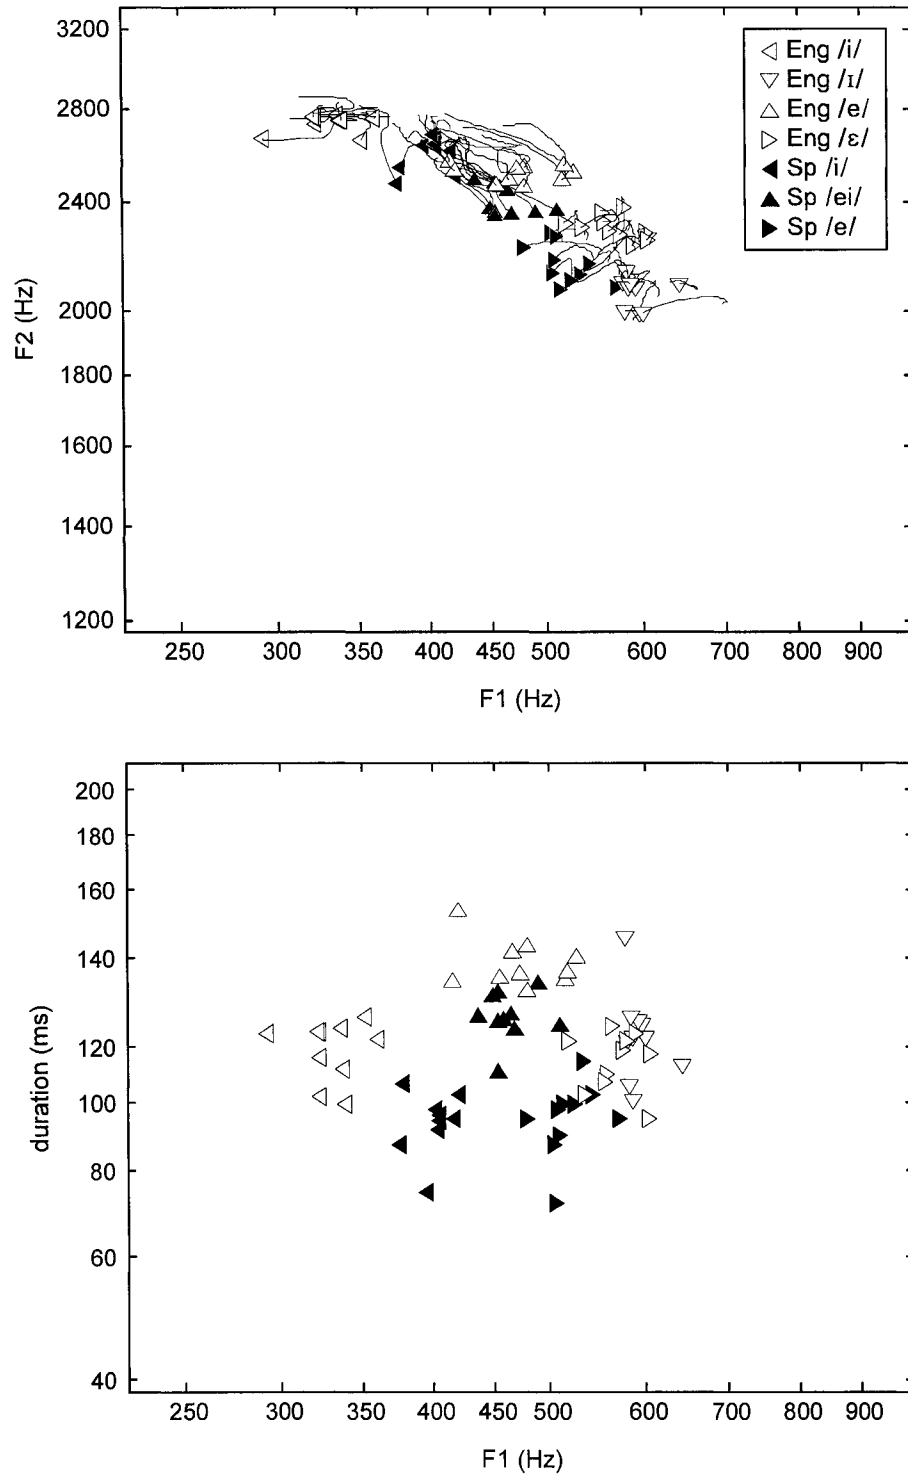 3200
2800
2400
2000
1800
1600
1400
1200
F2 (Hz)
Eng /i/
Eng /ɪ/
Eng /e/
Eng /ɛ/
Sp /i/
Sp /ei/
Sp /e/
250 300 350 400 450 500 600 700 800 900
F1 (Hz)
200
180
160
140
120
100
80
60
40
duration (ms)
250 300 350 400 450 500 600 700 800 900
F1 (Hz)